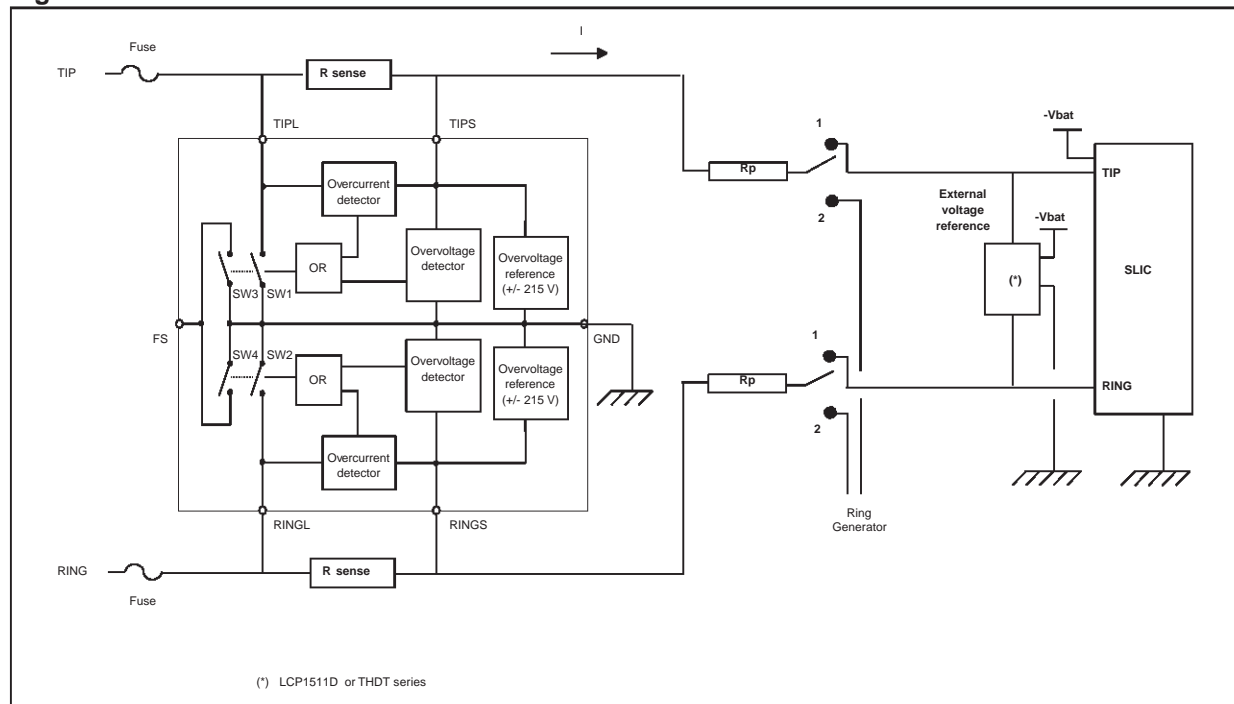 I
Fuse
TIP
R sense
TIPL
TIPS
-Vbat
1
Overcurrent
detector
Rp
TIP
External
voltage
reference
2
-Vbat
OR
Overvoltage
detector
Overvoltage
reference
(+/- 215 V)
(*)
SLIC
SW3
SW1
FS
GND
1
SW4
SW2
OR
Overvoltage
detector
Overvoltage
reference
(+/- 215 V)
Rp
RING
2
Overcurrent
detector
RINGL
RINGS
Ring
Generator
RING
R sense
Fuse
(*) LCP1511D or THDT series